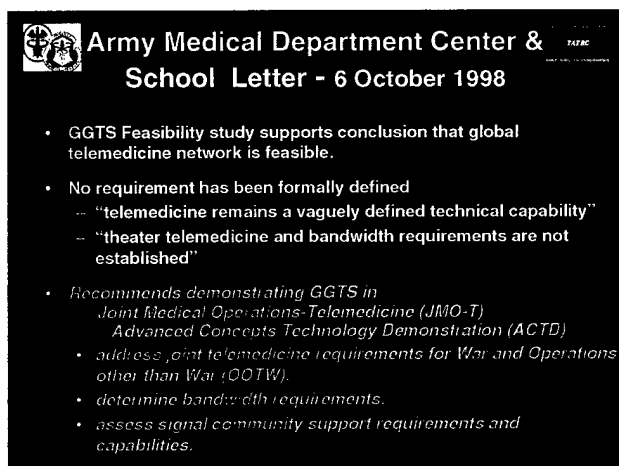 Army Medical Department Center &
TATRC
School Letter - 6 October 1998
• GGTS Feasibility study supports conclusion that global
telemedicine network is feasible.
• No requirement has been formally defined
– “telemedicine remains a vaguely defined technical capability”
– “theater telemedicine and bandwidth requirements are not
established”
• Recommends demonstrating GGTS in
Joint Medical Operations-Telemedicine (JMO-T)
Advanced Concepts Technology Demonstration (ACTD)
• address joint telemedicine requirements for War and Operations
other than War (OOTW).
• determine bandwidth requirements.
• assess signal community support requirements and
capabilities.